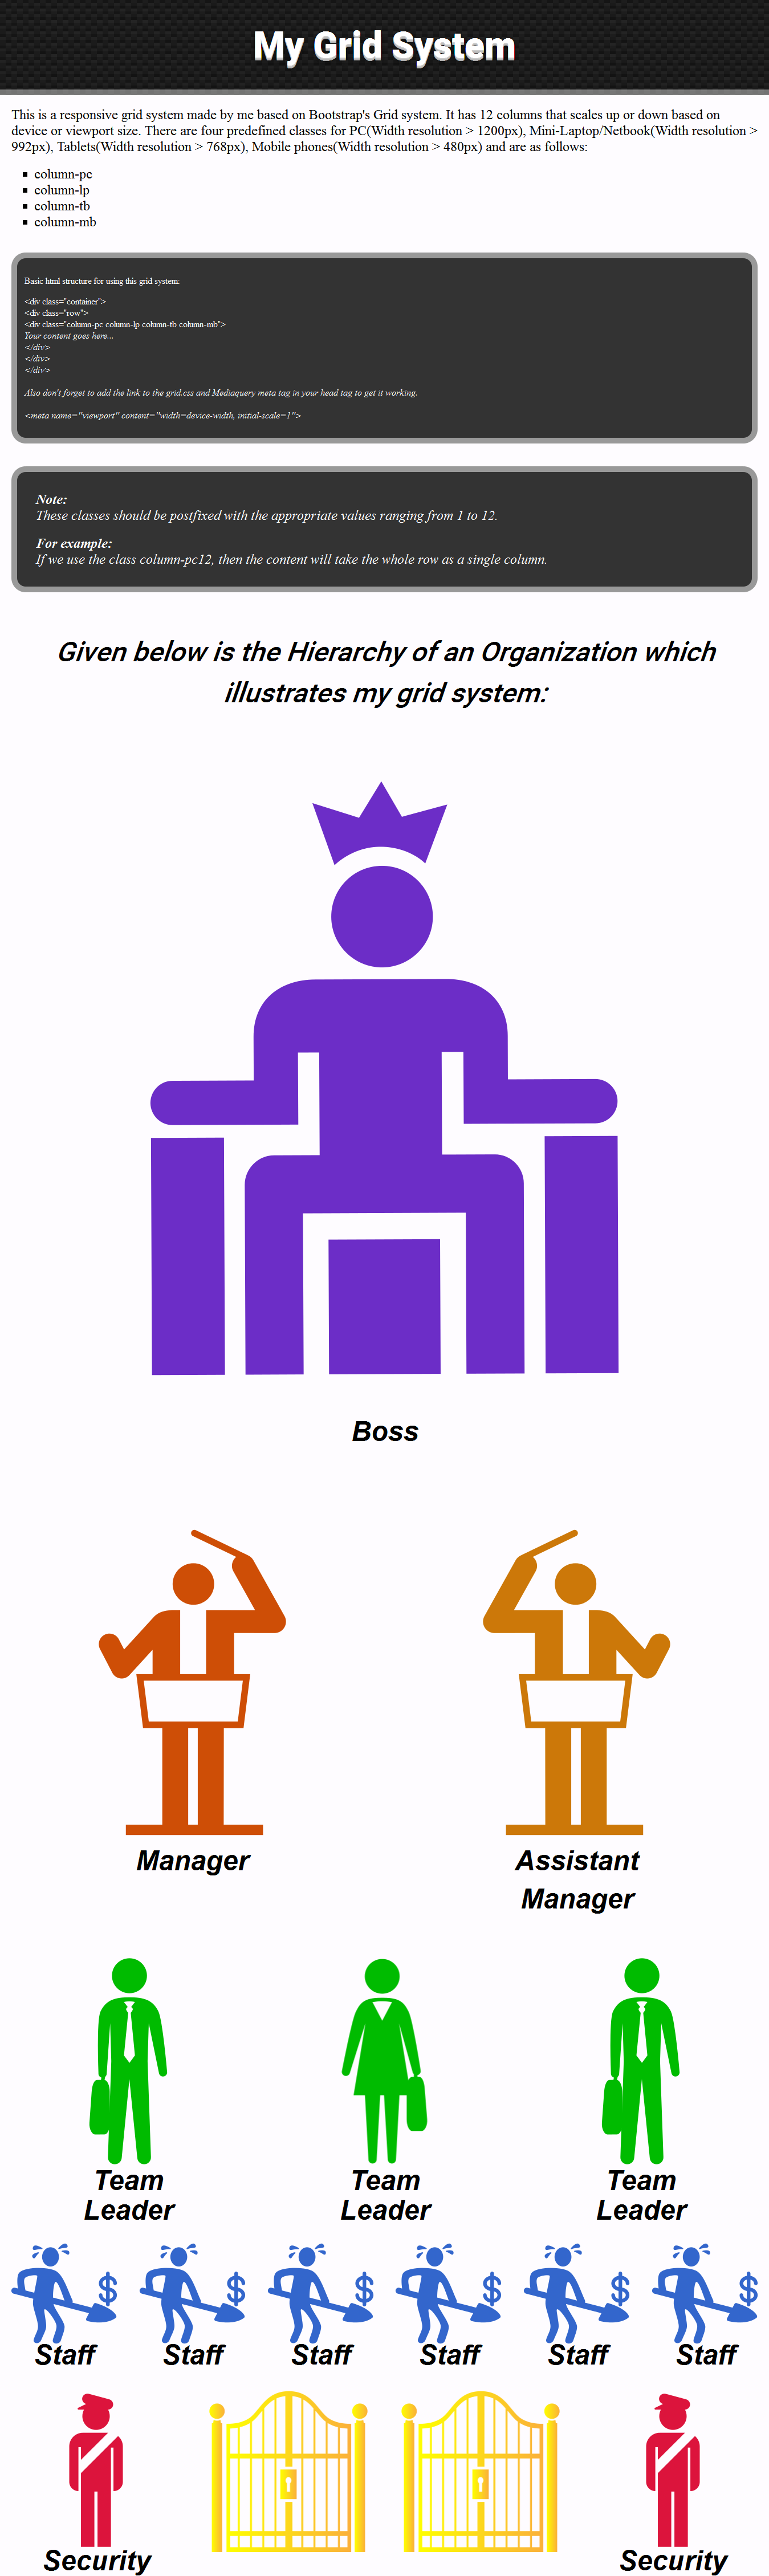 My Grid System
This is a responsive grid system made by me based on Bootstrap's Grid system. It has 12 columns that scales up or down based on
device or viewport size. There are four predefined classes for PC(Width resolution > 1200px), Mini-Laptop/Netbook(Width resolution >
992px), Tablets(Width resolution > 768px), Mobile phones(Width resolution > 480px) and are as follows:
column-pc
column-lp
column-tb
column-mb
Basic html structure for using this grid system:
<div class="container">
<div class="row">
<div class="column-pc column-lp column-tb column-mb">
Your content goes here...
</div>
</div>
</div>
Also don't forget to add the link to the grid.css and Mediaquery meta tag in your head tag to get it working.
<meta name="viewport" content="width=device-width, initial-scale=1">
Note:
These classes should be postfixed with the appropriate values ranging from 1 to 12.
For example:
If we use the class column-pc12, then the content will take the whole row as a single column.
Given below is the Hierarchy of an Organization which
illustrates my grid system:
Boss
Manager
Assistant
Manager
Team
Leader
Team
Leader
Team
Leader
$ $ $ $ $ $
Staff Staff Staff Staff Staff Staff
Security Security